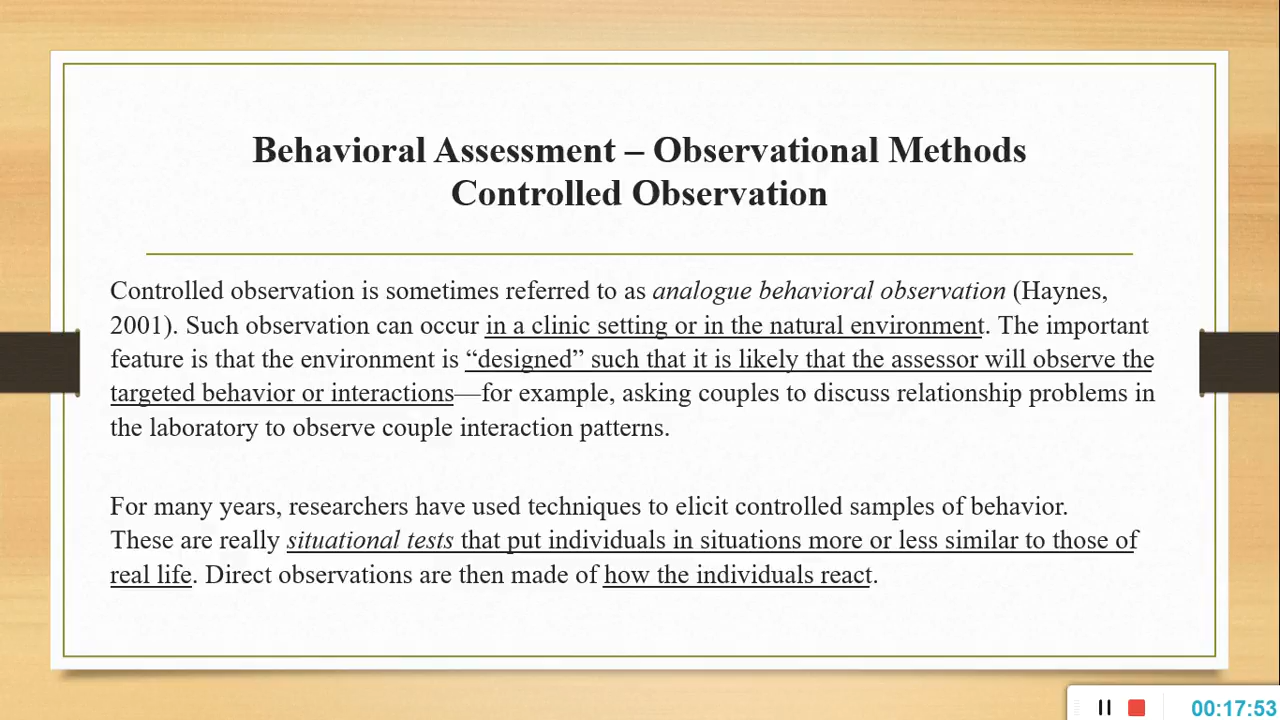 Behavioral Assessment – Observational Methods
Controlled Observation
Controlled observation is sometimes referred to as analogue behavioral observation (Haynes,
2001). Such observation can occur in a clinic setting or in the natural environment. The important
feature is that the environment is “designed” such that it is likely that the assessor will observe the
targeted behavior or interactions—for example, asking couples to discuss relationship problems in
the laboratory to observe couple interaction patterns.
For many years, researchers have used techniques to elicit controlled samples of behavior.
These are really situational tests that put individuals in situations more or less similar to those of
real life. Direct observations are then made of how the individuals react.
00:17:53